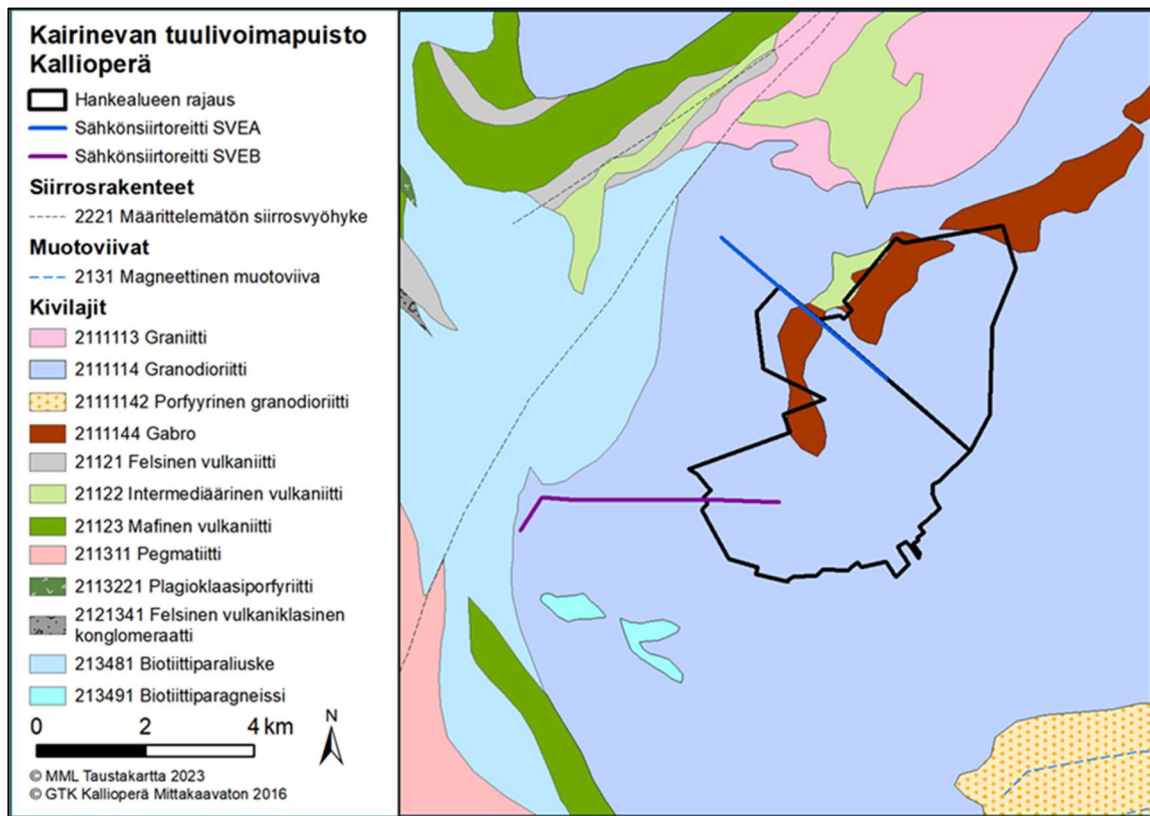 Kairinevan tuulivoimapuisto
Kallioperä
Hankealueen rajaus
Sähkönsiirtoreitti SVEA
Sähkönsiirtoreitti SVEB
Siirrosrakenteet
2221 Määrittelemätön siirrosvyöhyke
Muotoviivat
2131 Magneettinen muotoviiva
Kivilajit
2111113 Graniitti
2111114 Granodioriitti
21111142 Porfyyrinen granodioriitti
2111144 Gabro
21121 Felsinen vulkaniitti
21122 Intermediäärinen vulkaniitti
21123 Mafinen vulkaniitti
211311 Pegmatiitti
2113221 Plagioklaasiporfyriitti
2121341 Felsinen vulkaniklasinen
konglomeraatti
213481 Biotiittiparaliuske
213491 Biotiittiparagneissi
0 2 4 km
N
© MML Taustakartta 2023
© GTK Kallioperä Mittakaavaton 2016